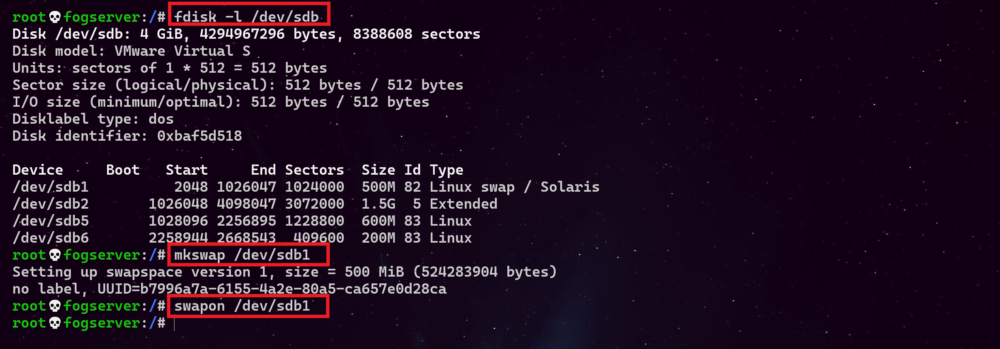 root💀fogserver:/# fdisk -l /dev/sdb
Disk /dev/sdb: 4 GiB, 4294967296 bytes, 8388608 sectors
Disk model: VMware Virtual S
Units: sectors of 1 * 512 = 512 bytes
Sector size (logical/physical): 512 bytes / 512 bytes
I/O size (minimum/optimal): 512 bytes / 512 bytes
Disklabel type: dos
Disk identifier: 0xbaf5d518
Device     Boot   Start     End Sectors  Size Id Type
/dev/sdb1          2048 1026047 1024000  500M 82 Linux swap / Solaris
/dev/sdb2       1026048 4098047 3072000  1.5G  5 Extended
/dev/sdb5       1028096 2256895 1228800  600M 83 Linux
/dev/sdb6       2258944 2668543  409600  200M 83 Linux
root💀fogserver:/# mkswap /dev/sdb1
Setting up swapspace version 1, size = 500 MiB (524283904 bytes)
no label, UUID=b7996a7a-6155-4a2e-80a5-ca657e0d28ca
root💀fogserver:/# swapon /dev/sdb1
root💀fogserver:/#